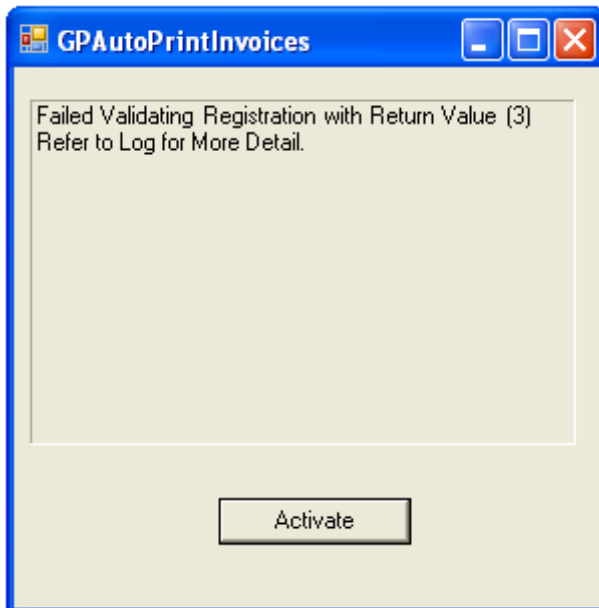 GPAutoPrintInvoices
Failed Validating Registration with Return Value (3)
Refer to Log for More Detail.
Activate